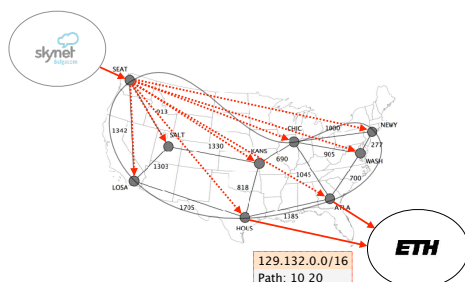 skynet
Belgacom
SEAT
913
1342
SALT
1330
CHIC
1000
NEWY
277
KANS
690
905
WASH
1303
1045
700
LOSA
818
1705
ATLA
HOUS
1385
ETH
129.132.0.0/16
Path: 10 20